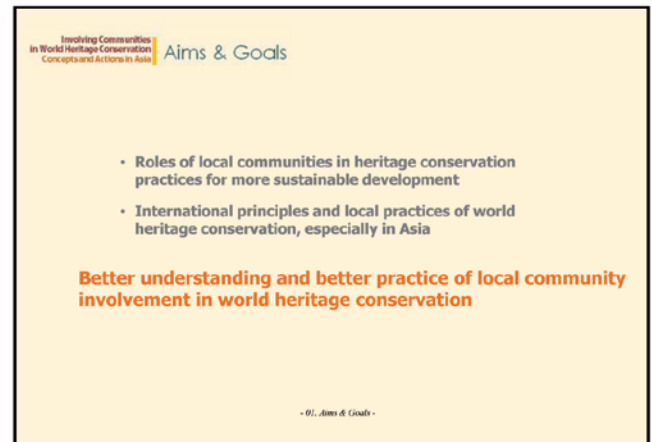 Involving Communities
in World Heritage Conservation
Concepts and Actions in Asia
Aims & Goals
• Roles of local communities in heritage conservation
practices for more sustainable development
• International principles and local practices of world
heritage conservation, especially in Asia
Better understanding and better practice of local community
involvement in world heritage conservation
- 01. Aims & Goals -